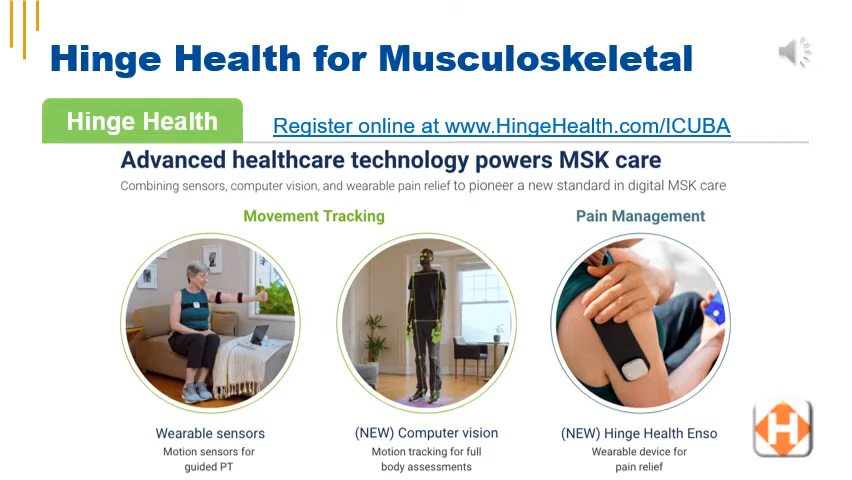 Hinge Health for Musculoskeletal
Hinge Health
Register online at www.HingeHealth.com/ICUBA
Advanced healthcare technology powers MSK care
Combining sensors, computer vision, and wearable pain relief to pioneer a new standard in digital MSK care
Movement Tracking
Pain Management
Wearable sensors
Motion sensors for
guided PT
(NEW) Computer vision
Motion tracking for full
body assessments
(NEW) Hinge Health Enso
Wearable device for
pain relief
H